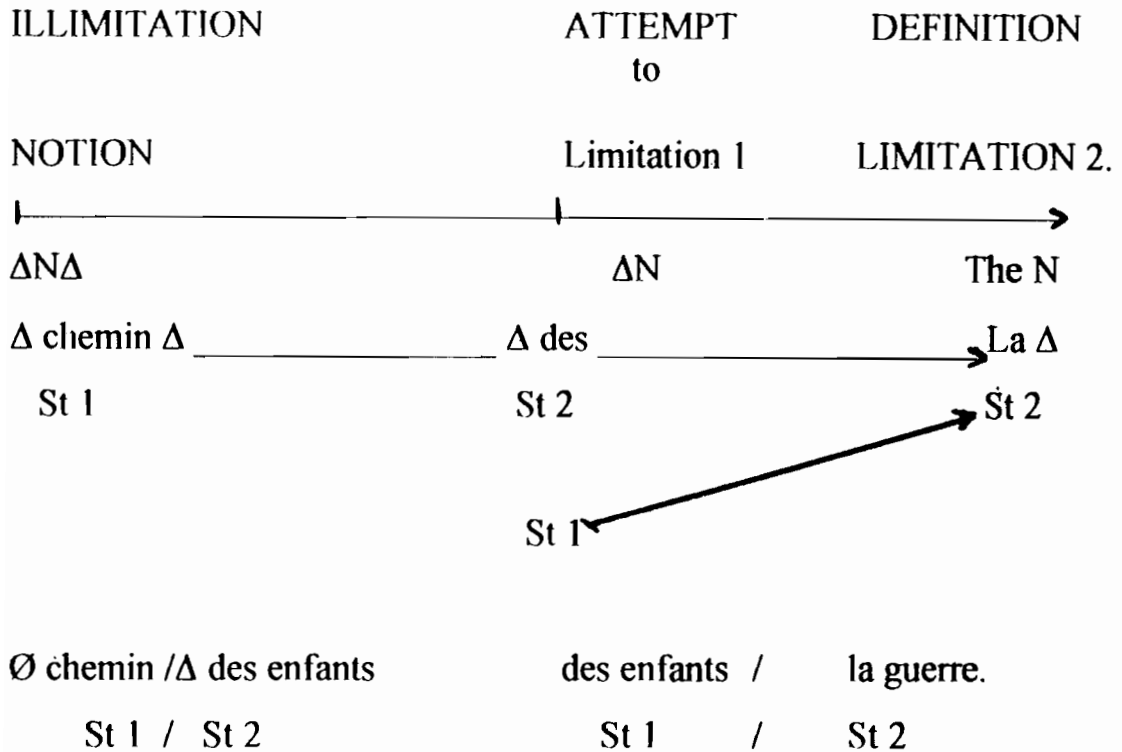 ILLIMITATION ATTEMPT DEFINITION
to
NOTION Limitation 1 LIMITATION 2.
ΔNΔ ΔN The N
Δ chemin Δ Δ des La Δ
St 1 St 2 St 2
St 1
Ø chemin /Δ des enfants des enfants / la guerre.
St 1 / St 2 St 1 / St 2